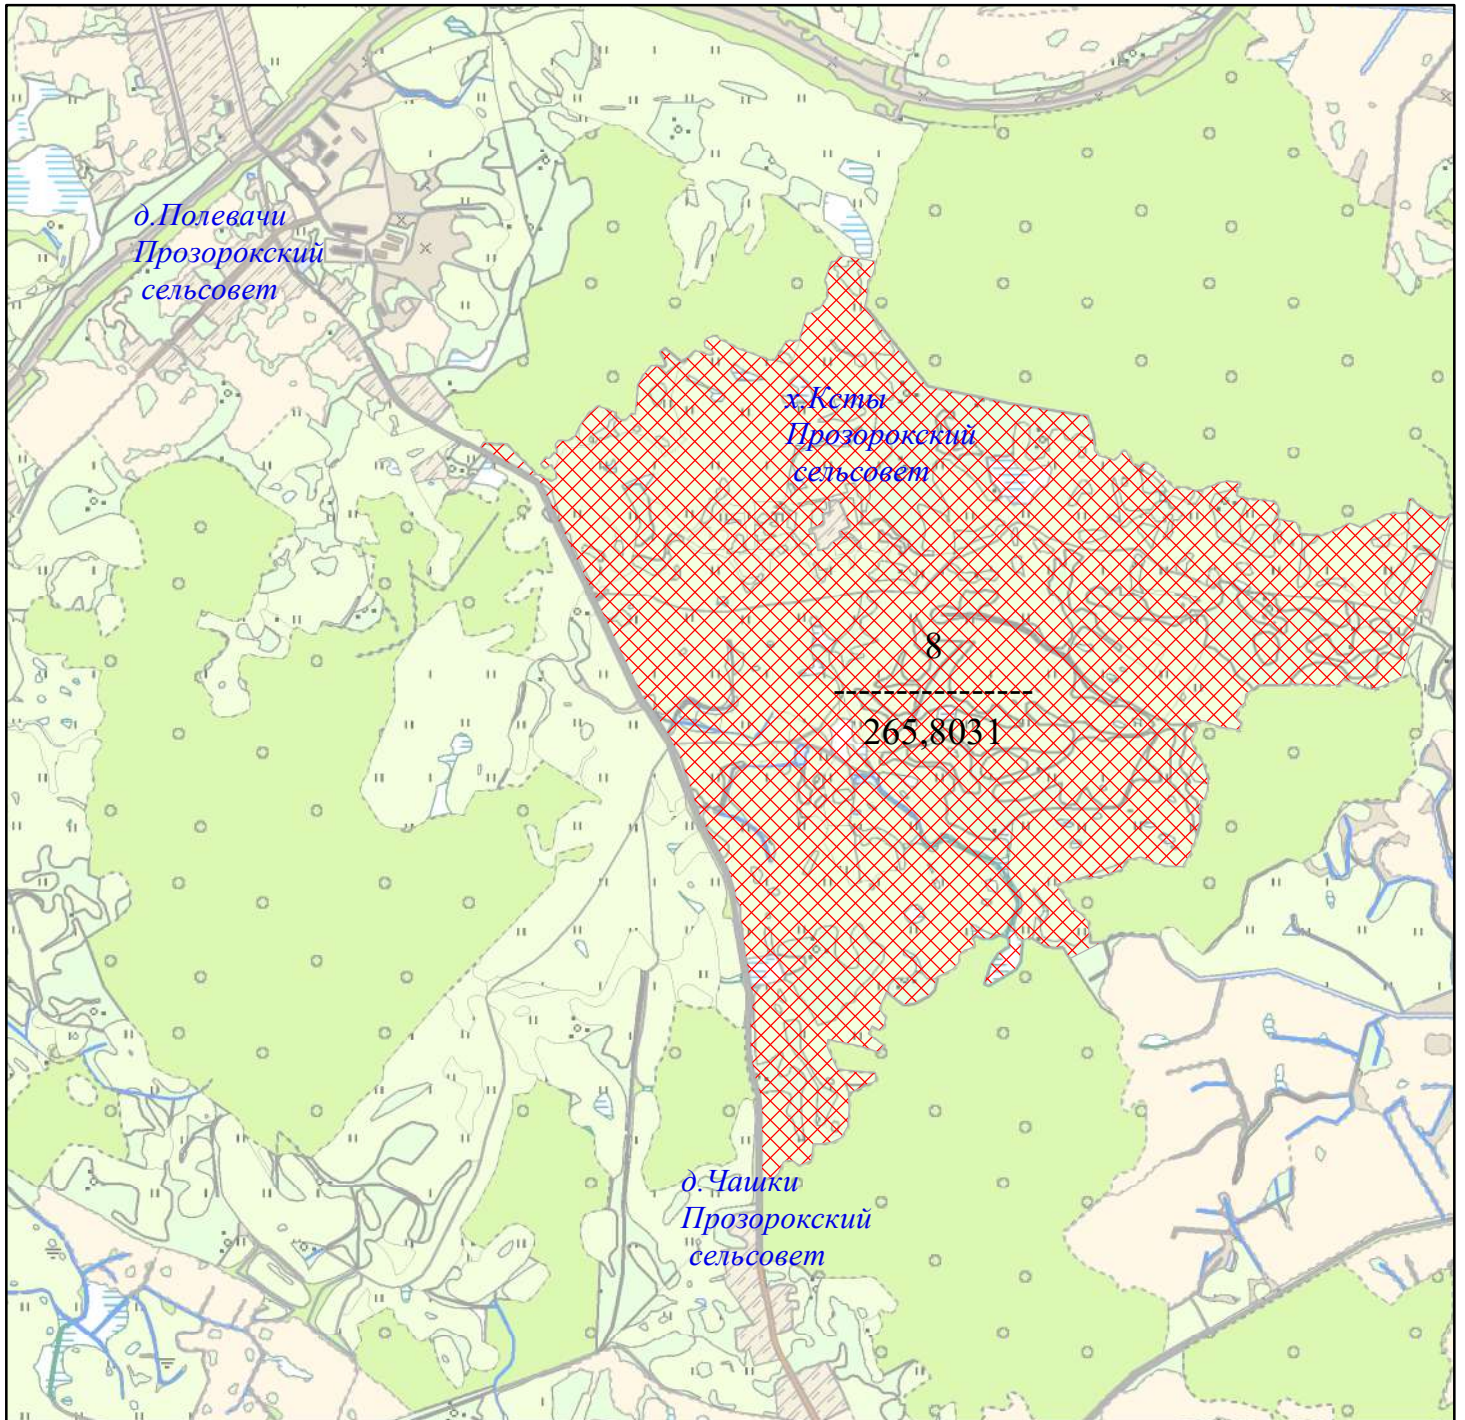 д.Полевачи
Прозорокский
сельсовет
х.Ксты
Прозорокский
сельсовет
8
265,8031
д.Чашки
Прозорокский
сельсовет